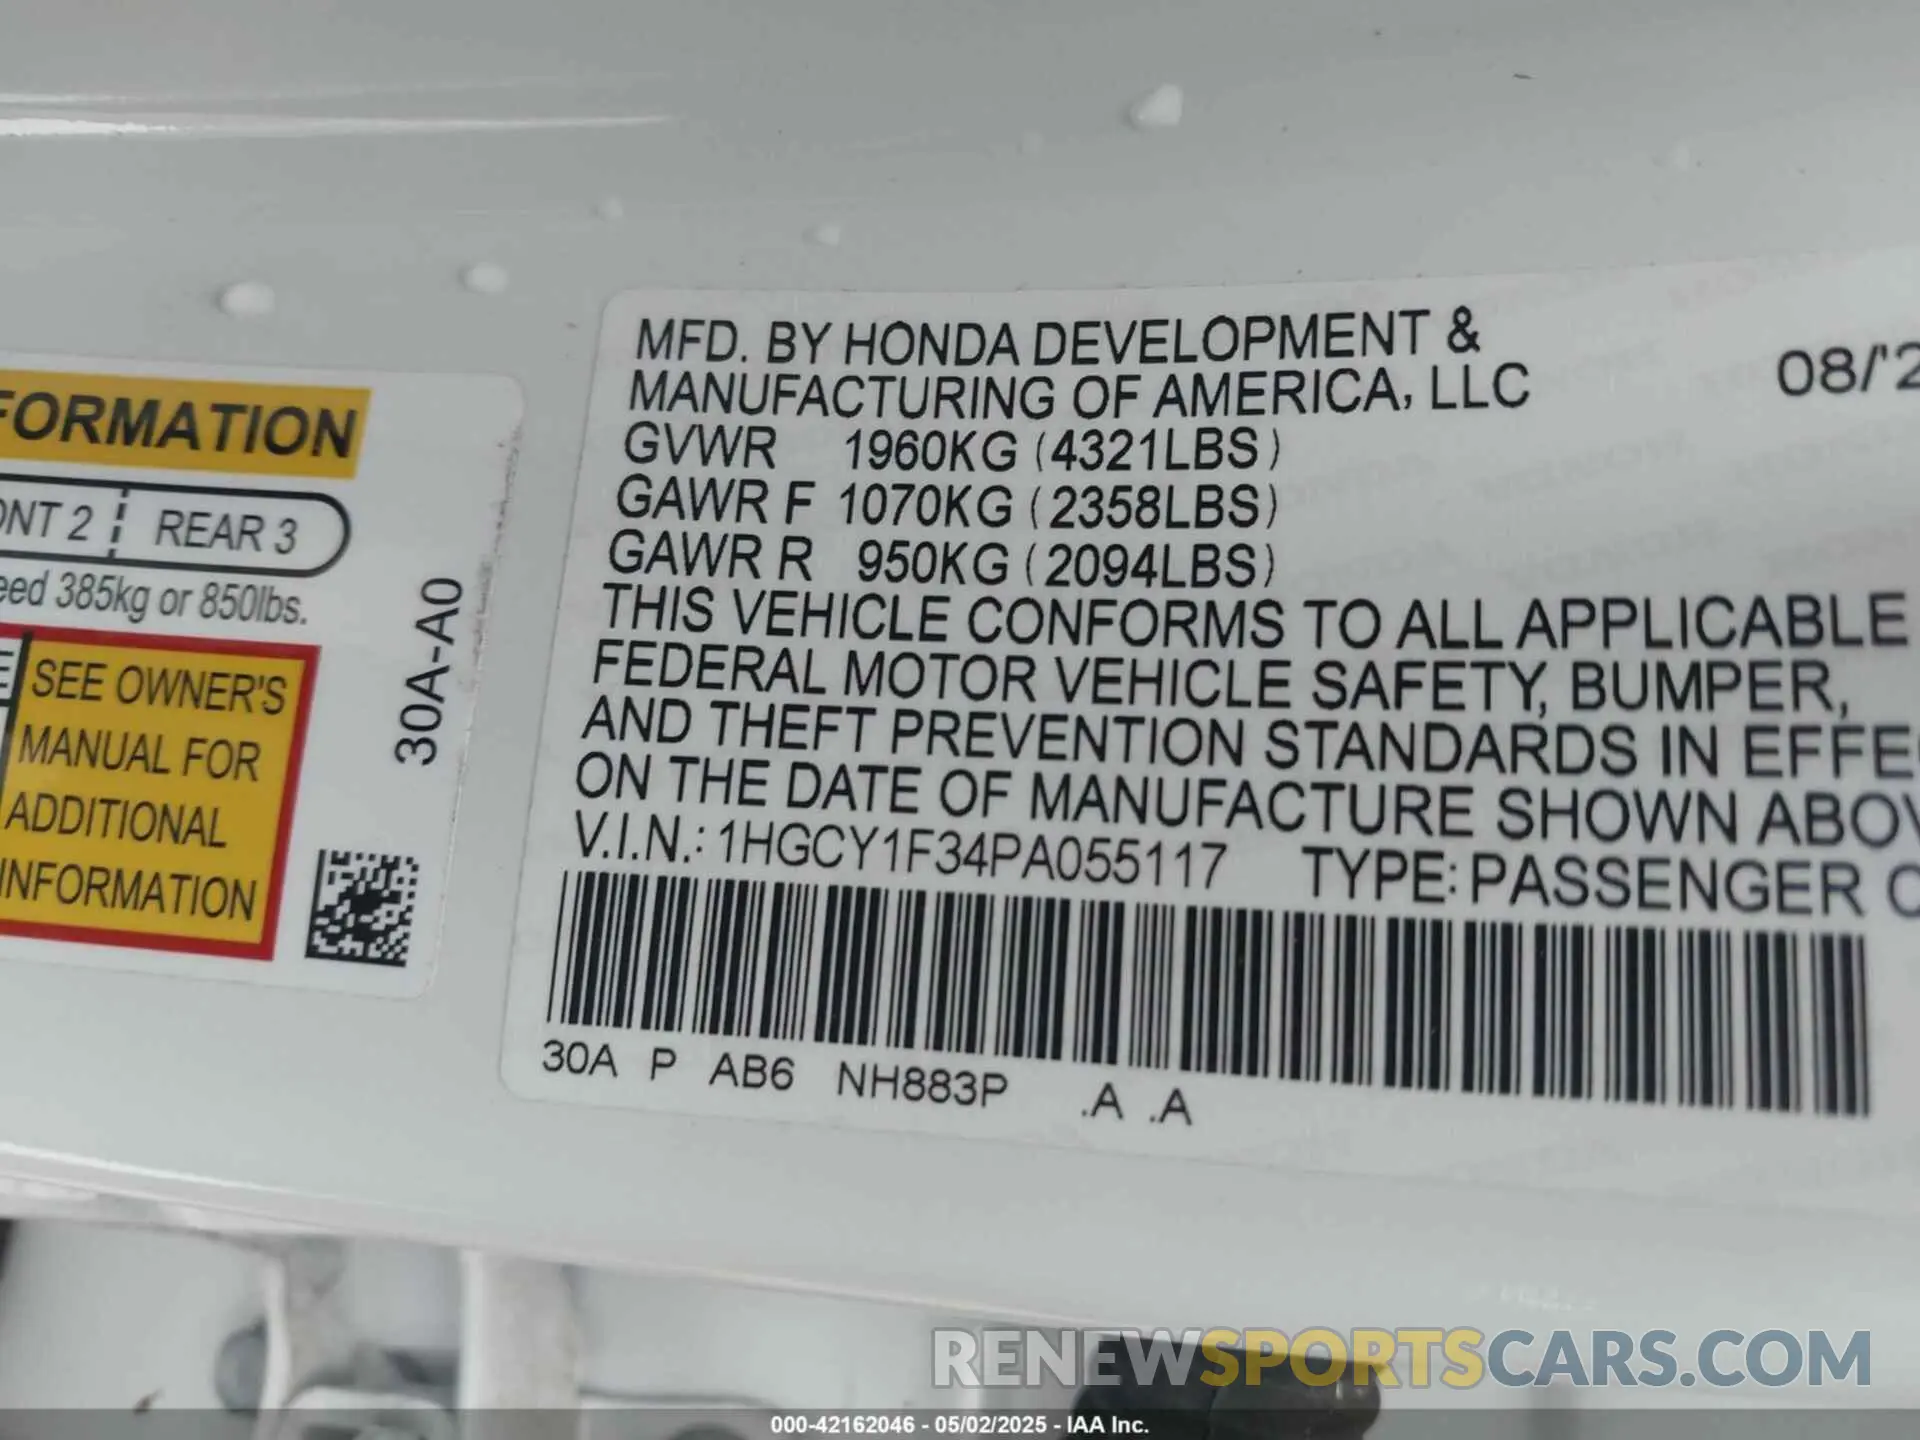 FORMATION
ONT 2 REAR 3
eed 385kg or 850lbs.
SEE OWNER'S
MANUAL FOR
ADDITIONAL
INFORMATION
30A-A0
MFD. BY HONDA DEVELOPMENT &
MANUFACTURING OF AMERICA, LLC 08/'2
GVWR 1960KG (4321LBS)
GAWR F 1070KG (2358LBS)
GAWR R 950KG (2094LBS)
THIS VEHICLE CONFORMS TO ALL APPLICABLE
FEDERAL MOTOR VEHICLE SAFETY, BUMPER,
AND THEFT PREVENTION STANDARDS IN EFFE
ON THE DATE OF MANUFACTURE SHOWN ABOV
V.I.N.: 1HGCY1F34PA055117 TYPE: PASSENGER C
30A P AB6 NH883P .A .A
RENEWSPORTSCARS.COM
000-42162046 - 05/02/2025 - IAA Inc.